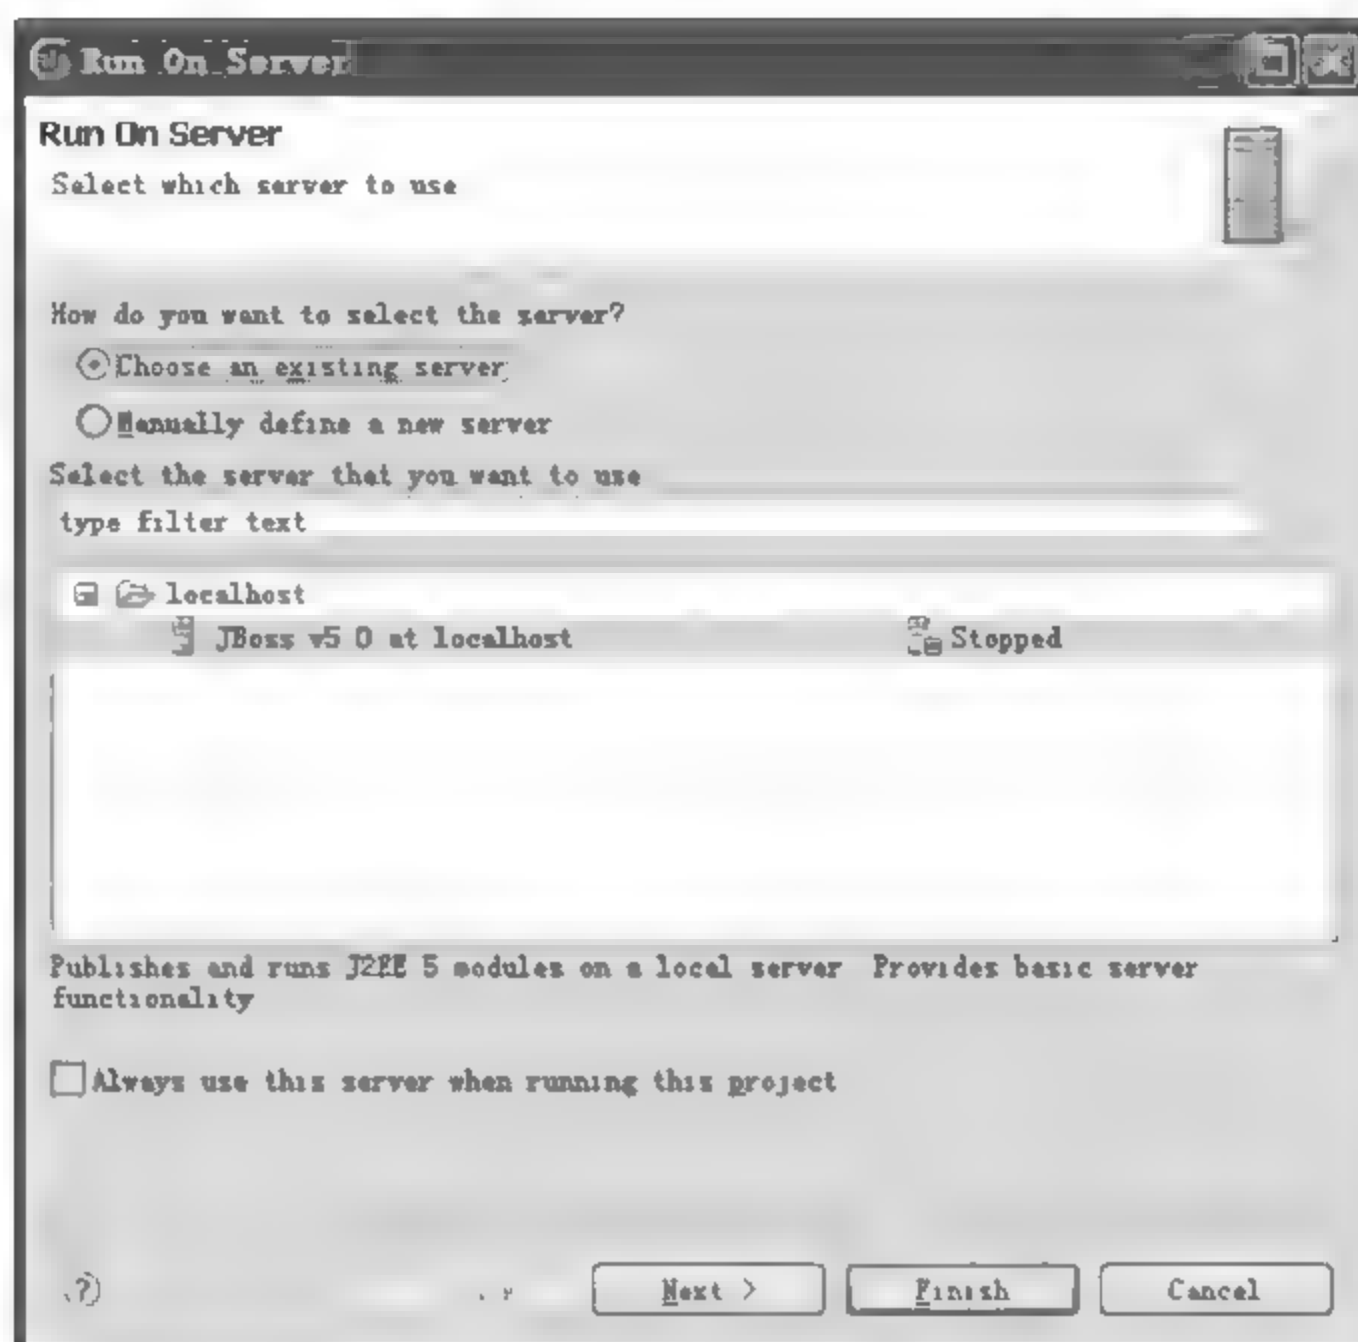 Run On Server
Run On Server
Select which server to use
How do you want to select the server?
Choose an existing server
Manually define a new server
Select the server that you want to use
type filter text
localhost
JBoss v5 0 at localhost Stopped
Publishes and runs J2EE 5 modules on a local server Provides basic server
functionality
Always use this server when running this project
? Next > Finish Cancel